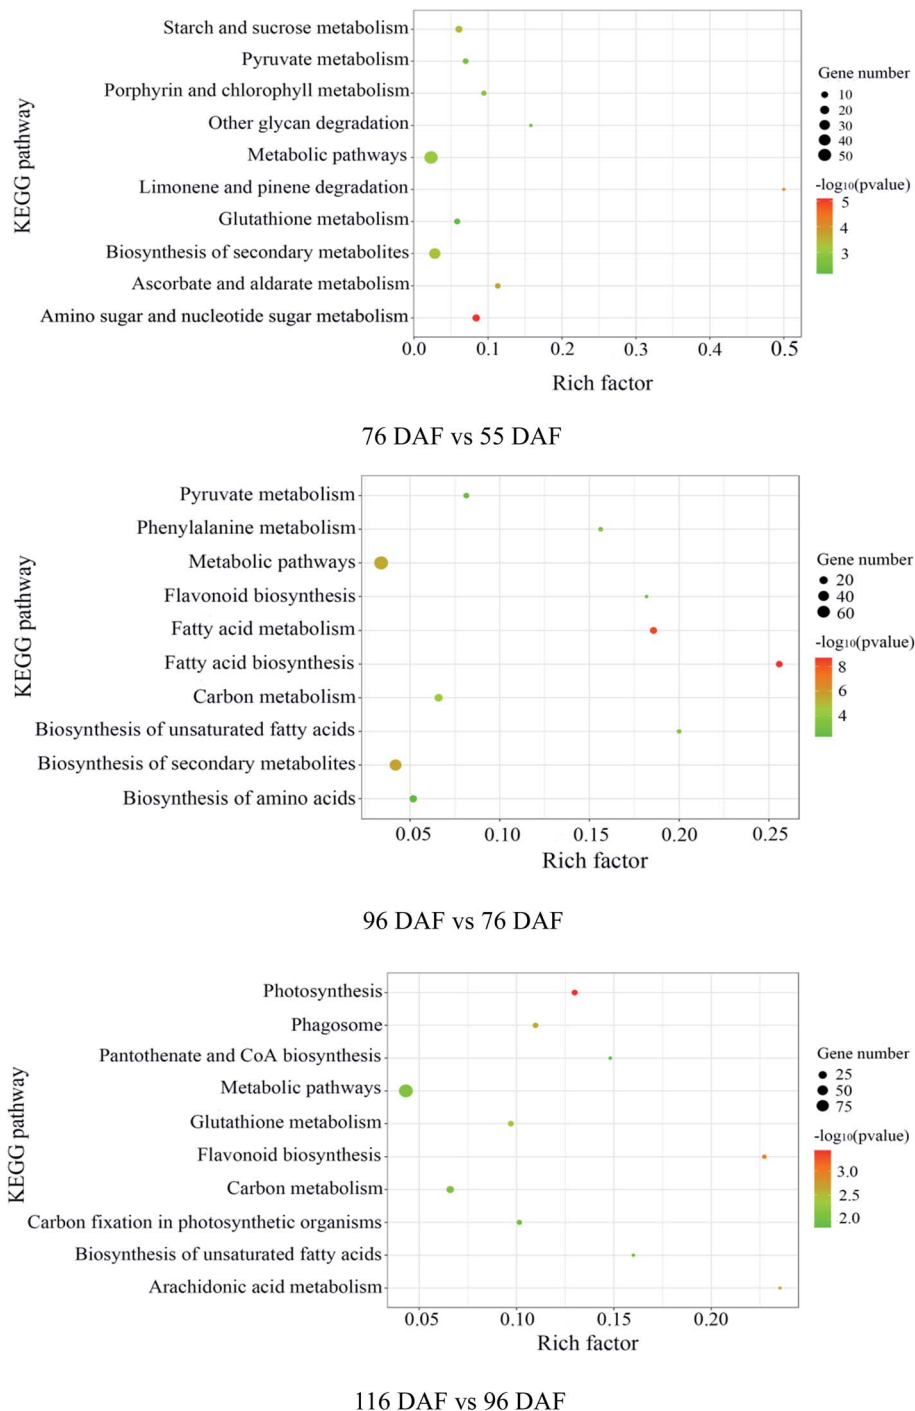 KEGG pathway
Starch and sucrose metabolism
Pyruvate metabolism
Porphyrin and chlorophyll metabolism
Other glycan degradation
Metabolic pathways
Limonene and pinene degradation
Glutathione metabolism
Biosynthesis of secondary metabolites
Ascorbate and aldarate metabolism
Amino sugar and nucleotide sugar metabolism
0.0 0.1 0.2 0.3 0.4 0.5
Rich factor
Gene number
10
20
30
40
50
-log10(pvalue)
5
4
3
76 DAF vs 55 DAF
KEGG pathway
Pyruvate metabolism
Phenylalanine metabolism
Metabolic pathways
Flavonoid biosynthesis
Fatty acid metabolism
Fatty acid biosynthesis
Carbon metabolism
Biosynthesis of unsaturated fatty acids
Biosynthesis of secondary metabolites
Biosynthesis of amino acids
0.05 0.10 0.15 0.20 0.25
Rich factor
Gene number
20
40
60
-log10(pvalue)
8
6
4
96 DAF vs 76 DAF
KEGG pathway
Photosynthesis
Phagosome
Pantothenate and CoA biosynthesis
Metabolic pathways
Glutathione metabolism
Flavonoid biosynthesis
Carbon metabolism
Carbon fixation in photosynthetic organisms
Biosynthesis of unsaturated fatty acids
Arachidonic acid metabolism
0.05 0.10 0.15 0.20
Rich factor
Gene number
25
50
75
-log10(pvalue)
3.0
2.5
2.0
116 DAF vs 96 DAF